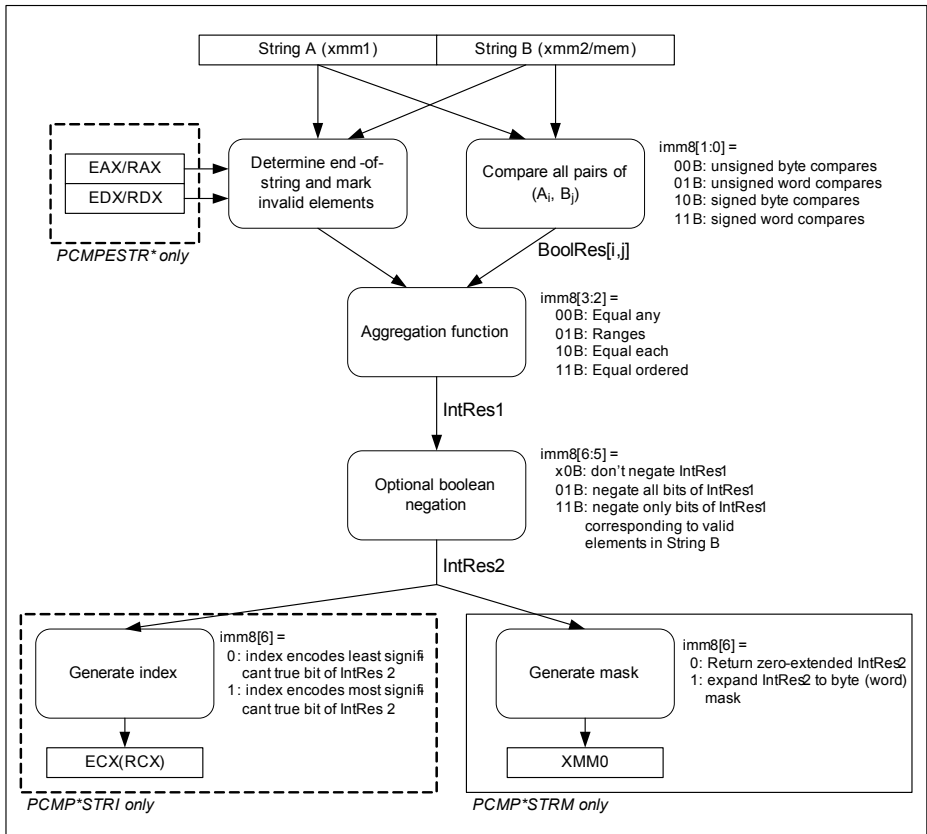 String A (xmm1)
String B (xmm2/mem)
EAX/RAX
EDX/RDX
PCMPESTR* only
Determine end -of-
string and mark
invalid elements
Compare all pairs of
(Ai, Bj)
imm8[1:0] =
00B: unsigned byte compares
01B: unsigned word compares
10B: signed byte compares
11B: signed word compares
BoolRes[i,j]
Aggregation function
imm8[3:2] =
00B: Equal any
01B: Ranges
10B: Equal each
11B: Equal ordered
IntRes1
Optional boolean
negation
imm8[6:5] =
x0B: don't negate IntRes1
01B: negate all bits of IntRes1
11B: negate only bits of IntRes1
corresponding to valid
elements in String B
IntRes2
Generate index
imm8[6] =
0: index encodes least signifi
cant true bit of IntRes 2
1: index encodes most signifi
cant true bit of IntRes 2
ECX(RCX)
PCMP*STRI only
Generate mask
imm8[6] =
0: Return zero-extended IntRes2
1: expand IntRes2 to byte (word)
mask
XMM0
PCMP*STRM only